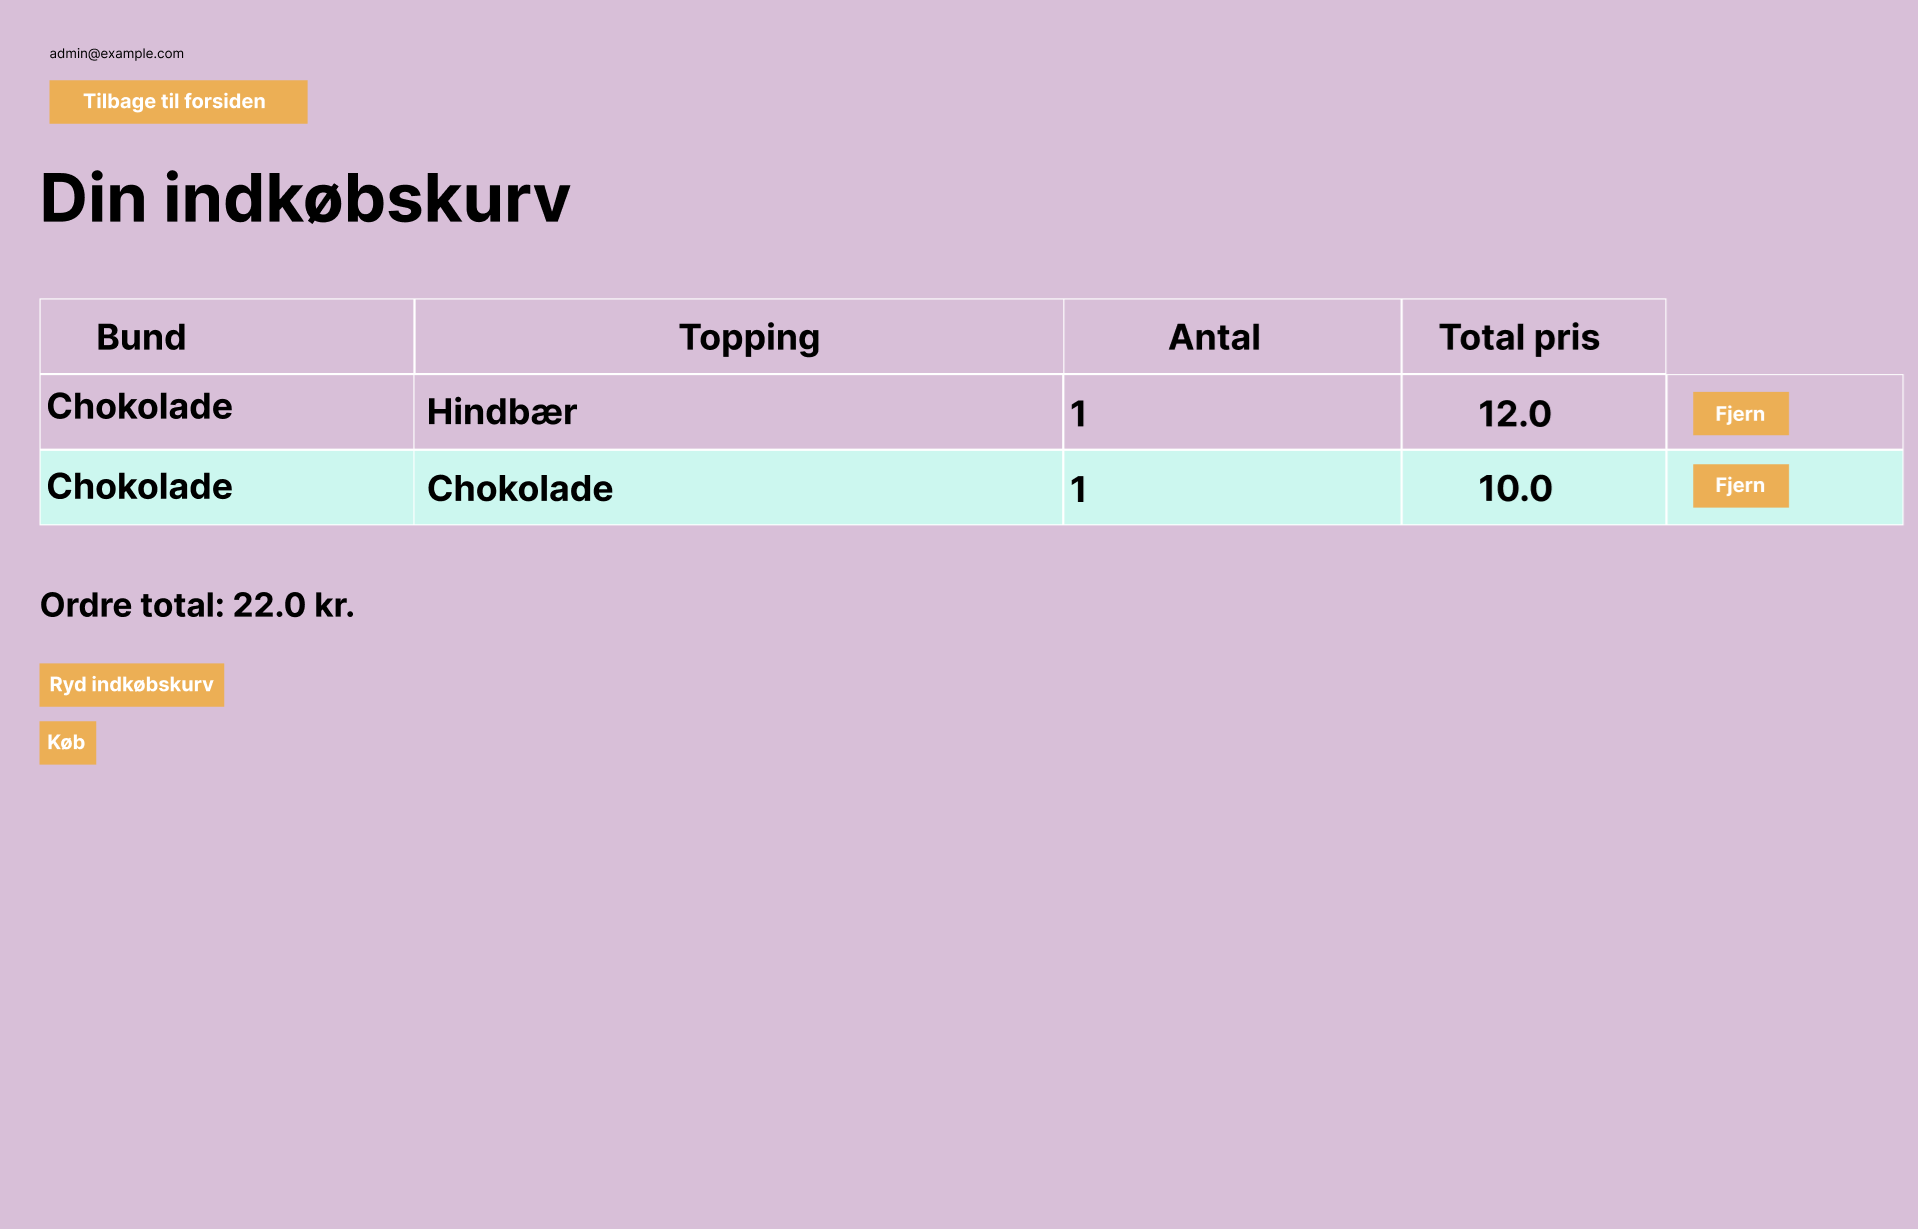 admin@example.com
Tilbage til forsiden
Din indkøbskurv
Bund Topping Antal Total pris
Chokolade Hindbær 1 12.0 Fjern
Chokolade Chokolade 1 10.0 Fjern
Ordre total: 22.0 kr.
Ryd indkøbskurv
Køb